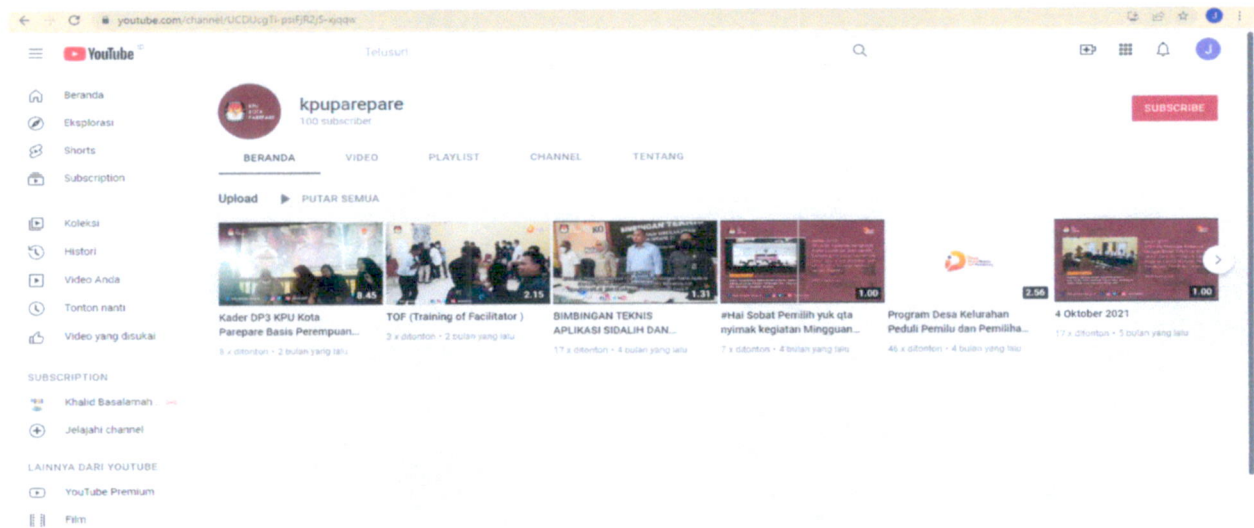 youtube.com/channel/
YouTube
Telusuri
J
Beranda
Eksplorasi
Shorts
Subscription
Koleksi
Histori
Video Anda
Tonton nanti
Video yang disukai
SUBSCRIPTION
Khalid Basalamah
Jelajahi channel
LAINNYA DARI YOUTUBE
YouTube Premium
Film
KPU
KOTA
PAREPARE
kpuparepare
100 subscriber
SUBSCRIBE
BERANDA VIDEO PLAYLIST CHANNEL TENTANG
Upload PUTAR SEMUA
8.45
Kader DP3 KPU Kota
Parepare Basis Perempuan...
2 bulan yang lalu
2.15
TOF (Training of Facilitator )
2 x ditonton • 2 bulan yang lalu
BIMBINGAN TEKNIS
1.31
BIMBINGAN TEKNIS
APLIKASI SIDALIH DAN...
17 x ditonton • 4 bulan yang lalu
1.00
#Hai Sobat Pemilih yuk qta
nyimak kegiatan Mingguan...
7 x ditonton • 4 bulan yang lalu
2.56
Program Desa Kelurahan
Peduli Pemilu dan Pemiliha...
46 x ditonton • 4 bulan yang lalu
1.00
4 Oktober 2021
17 x ditonton • 5 bulan yang lalu